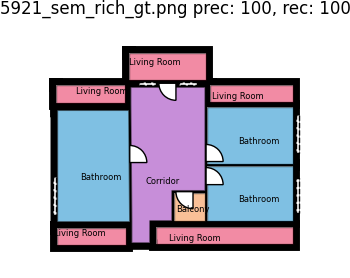 5921_sem_rich_gt.png prec: 100, rec: 100
Living Room
Living Room
Living Room
Bathroom
Bathroom
Corridor
Bathroom
Balcony
Living Room
Living Room